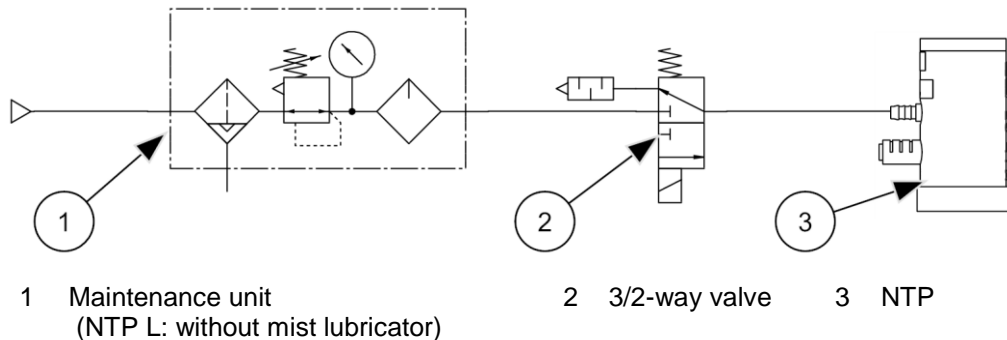 1
2
3
1 Maintenance unit 2 3/2-way valve 3 NTP
(NTP L: without mist lubricator)